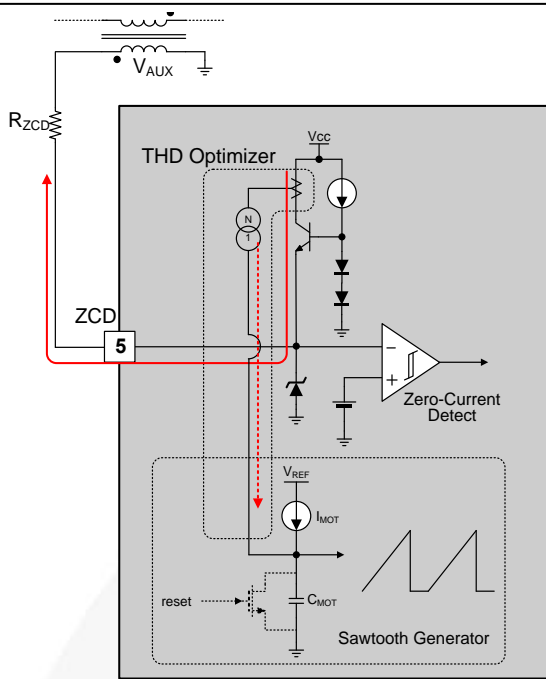 VAUX
RZCD
THD Optimizer
Vcc
N
1
ZCD
5
−
+
Zero-Current
Detect
VREF
IMOT
reset
CMOT
Sawtooth Generator